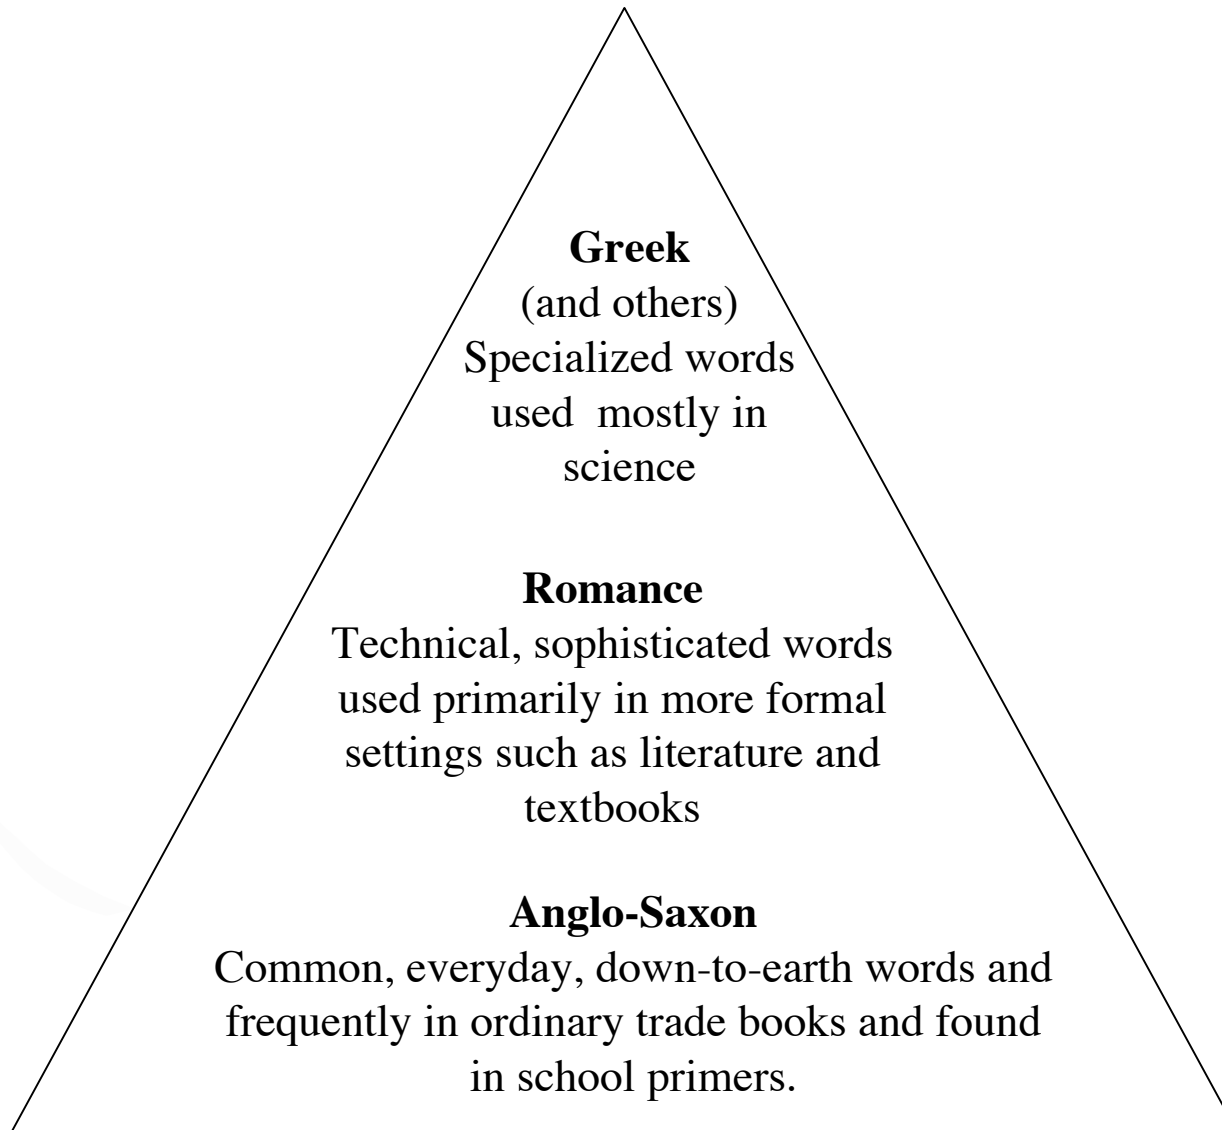 Greek
(and others)
Specialized words
used  mostly in
science
Romance
Technical, sophisticated words
used primarily in more formal
settings such as literature and
textbooks
Anglo-Saxon
Common, everyday, down-to-earth words and
frequently in ordinary trade books and found
in school primers.